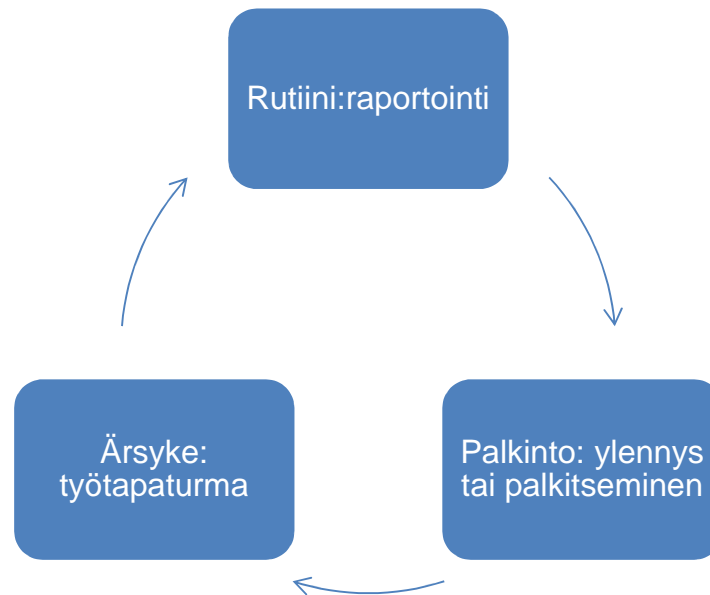 Rutiini:raportointi
Ärsyke:
työtapaturma
Palkinto: ylennys
tai palkitseminen